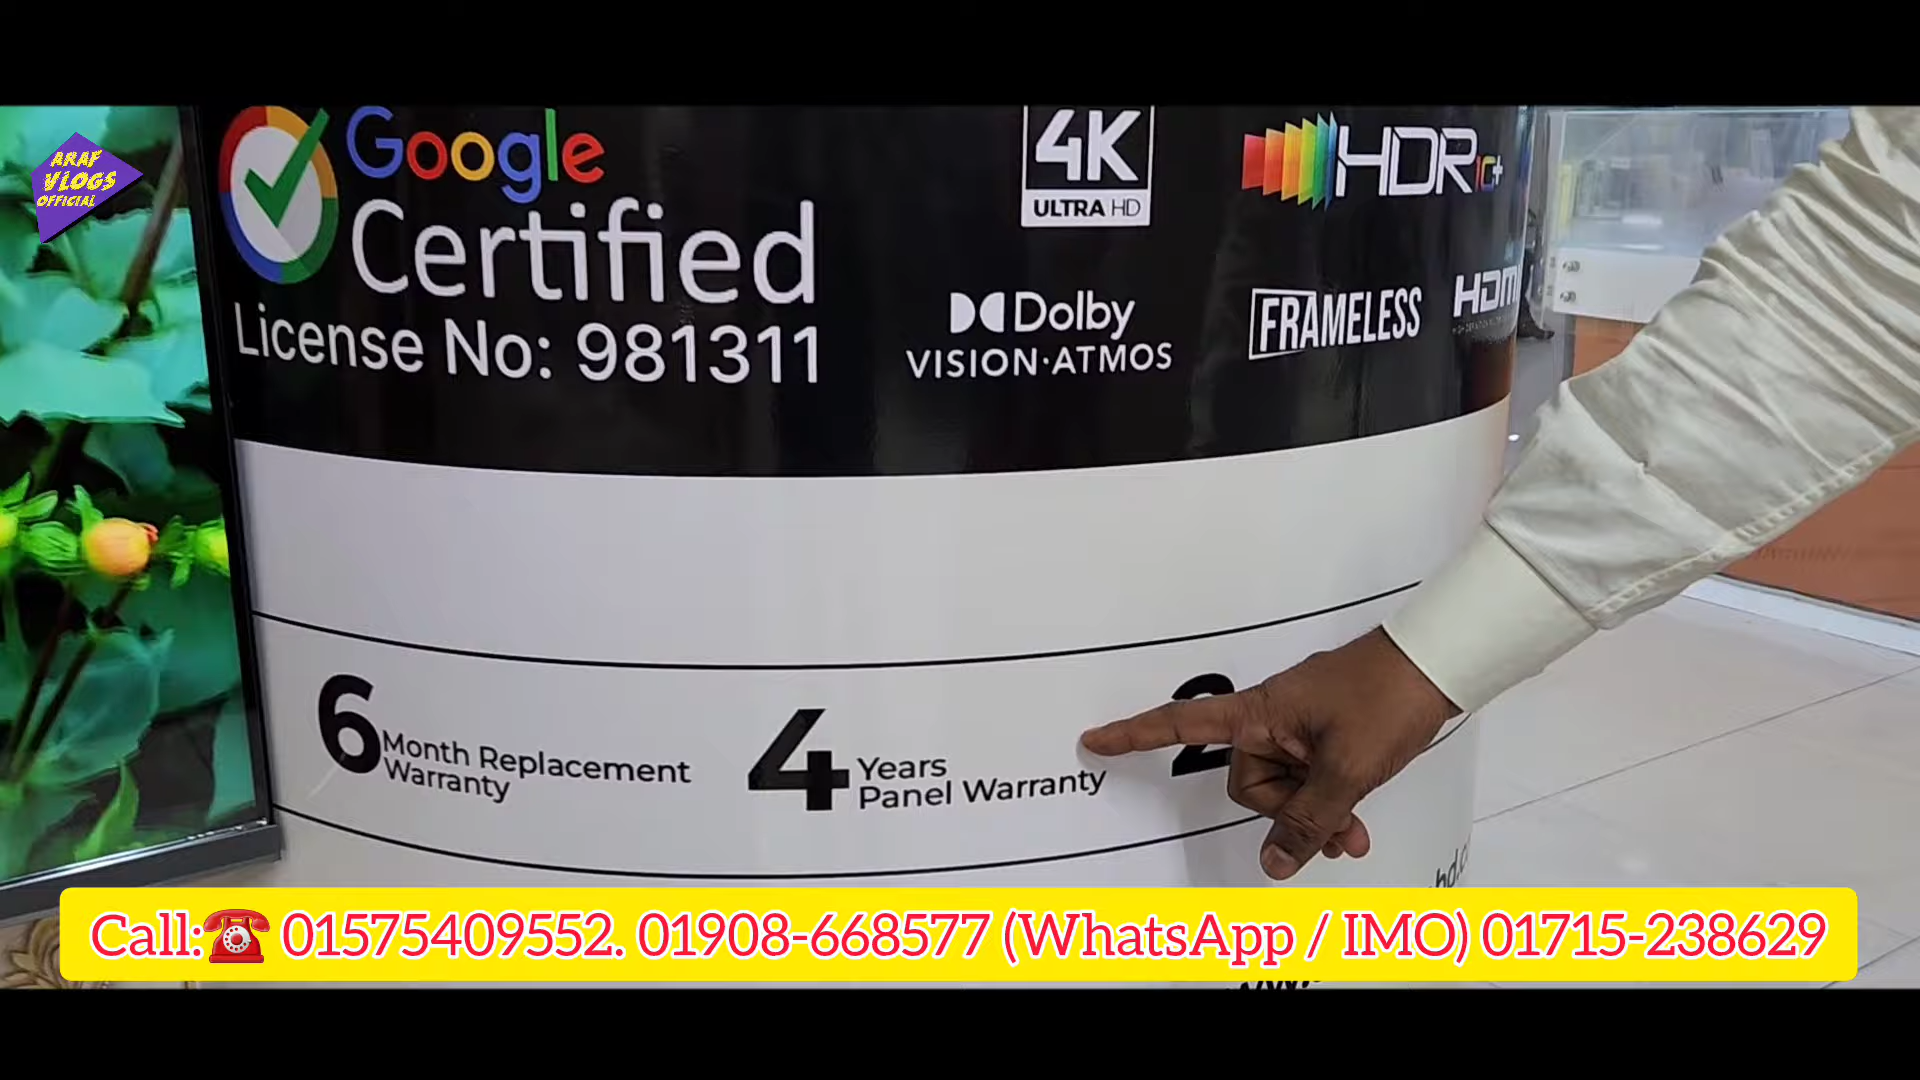 ARAF
VLOGS
OFFICIAL
Google
Certified
License No: 981311
4K
ULTRA HD
HDR10+
Dolby
VISION·ATMOS
FRAMELESS
HDMI
6 Month Replacement
Warranty
4 Years
Panel Warranty
2
Call:☎️ 01575409552. 01908-668577 (WhatsApp / IMO) 01715-238629